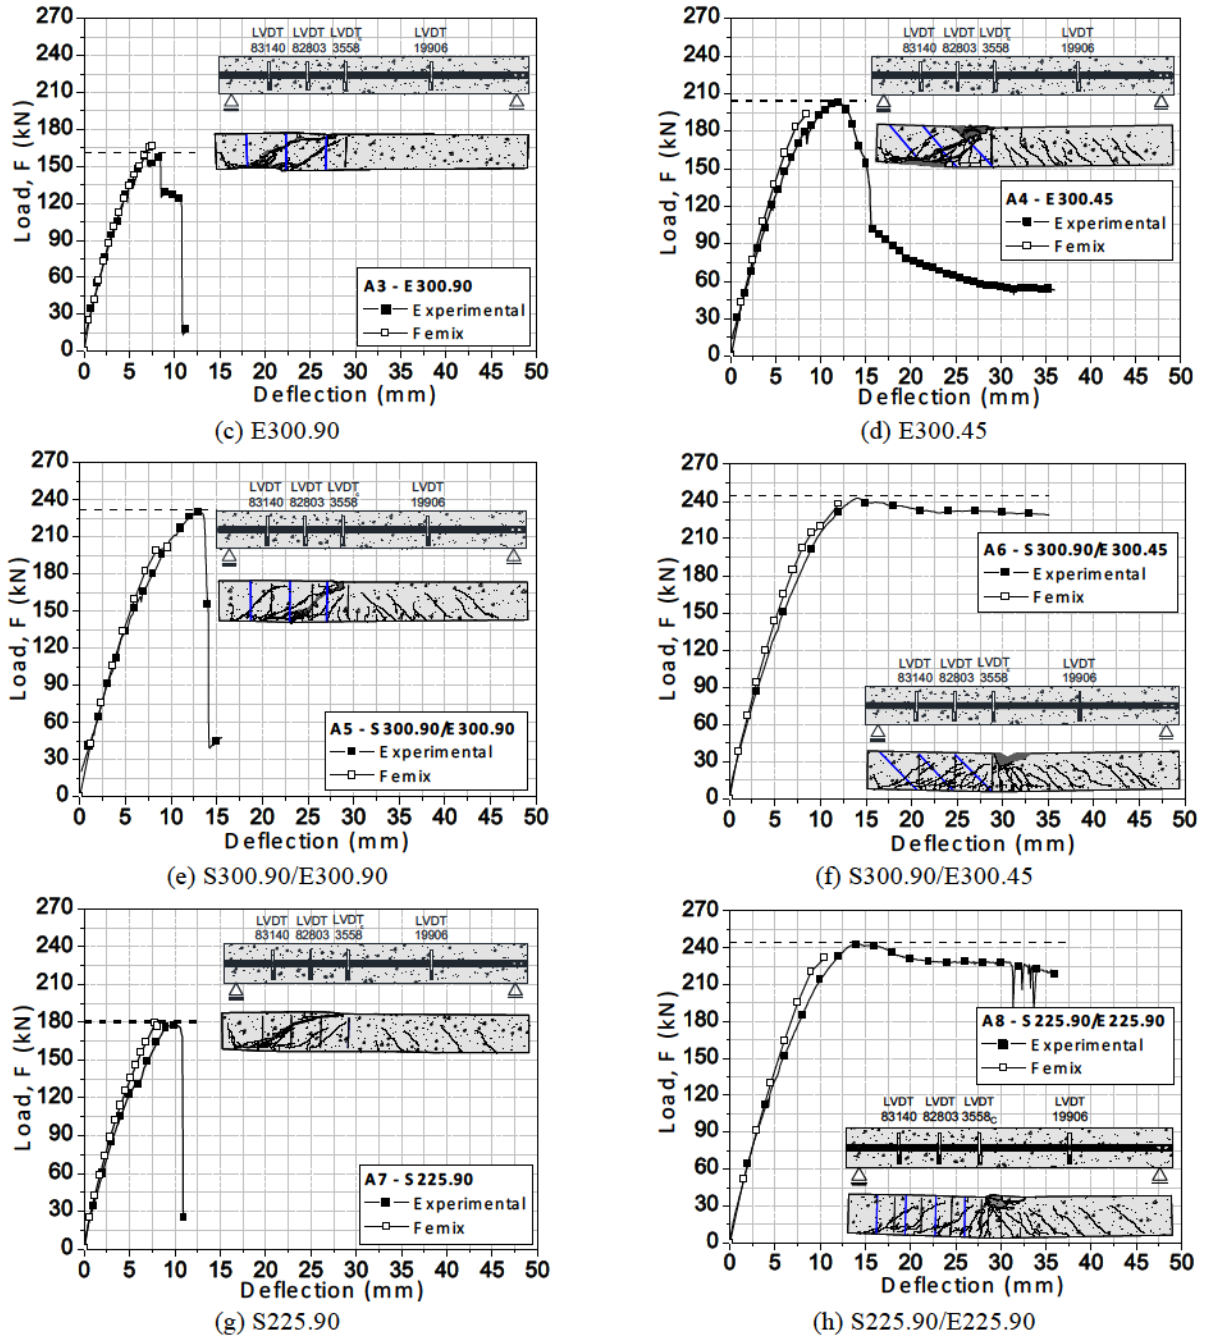 270
240
210
180
150
120
90
60
30
0
Load, F (kN)
LVDT LVDT LVDT LVDT
83140 82803 3558c 19906
A3 - E300.90
Experimental
Femix
0 5 10 15 20 25 30 35 40 45 50
Deflection (mm)
(c) E300.90
270
240
210
180
150
120
90
60
30
0
Load, F (kN)
LVDT LVDT LVDT LVDT
83140 82803 3558c 19906
A4 - E300.45
Experimental
Femix
0 5 10 15 20 25 30 35 40 45 50
Deflection (mm)
(d) E300.45
270
240
210
180
150
120
90
60
30
0
Load, F (kN)
LVDT LVDT LVDT LVDT
83140 82803 3558c 19906
A5 - S300.90/E300.90
Experimental
Femix
0 5 10 15 20 25 30 35 40 45 50
Deflection (mm)
(e) S300.90/E300.90
270
240
210
180
150
120
90
60
30
0
Load, F (kN)
A6 - S300.90/E300.45
Experimental
Femix
LVDT LVDT LVDT LVDT
83140 82803 3558c 19906
0 5 10 15 20 25 30 35 40 45 50
Deflection (mm)
(f) S300.90/E300.45
270
240
210
180
150
120
90
60
30
0
Load, F (kN)
LVDT LVDT LVDT LVDT
83140 82803 3558c 19906
A7 - S225.90
Experimental
Femix
0 5 10 15 20 25 30 35 40 45 50
Deflection (mm)
(g) S225.90
270
240
210
180
150
120
90
60
30
0
Load, F (kN)
A8 - S225.90/E225.90
Experimental
Femix
LVDT LVDT LVDT LVDT
83140 82803 3558c 19906
0 5 10 15 20 25 30 35 40 45 50
Deflection (mm)
(h) S225.90/E225.90